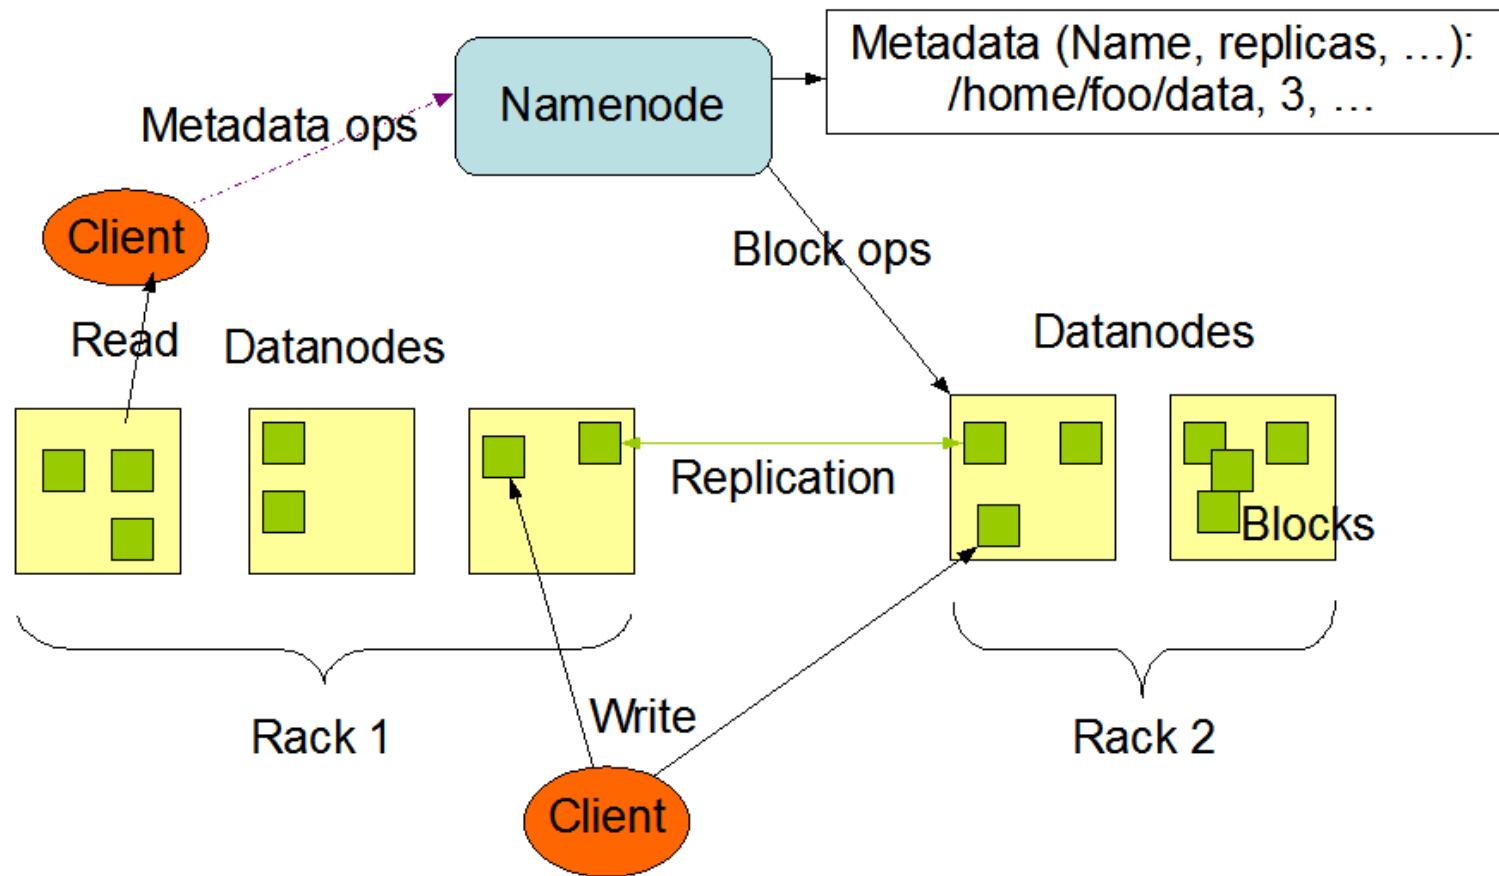 Metadata (Name, replicas, …):
/home/foo/data, 3, …
Namenode
Metadata ops
Client
Block ops
Read
Datanodes
Datanodes
Replication
Blocks
Rack 1
Write
Rack 2
Client